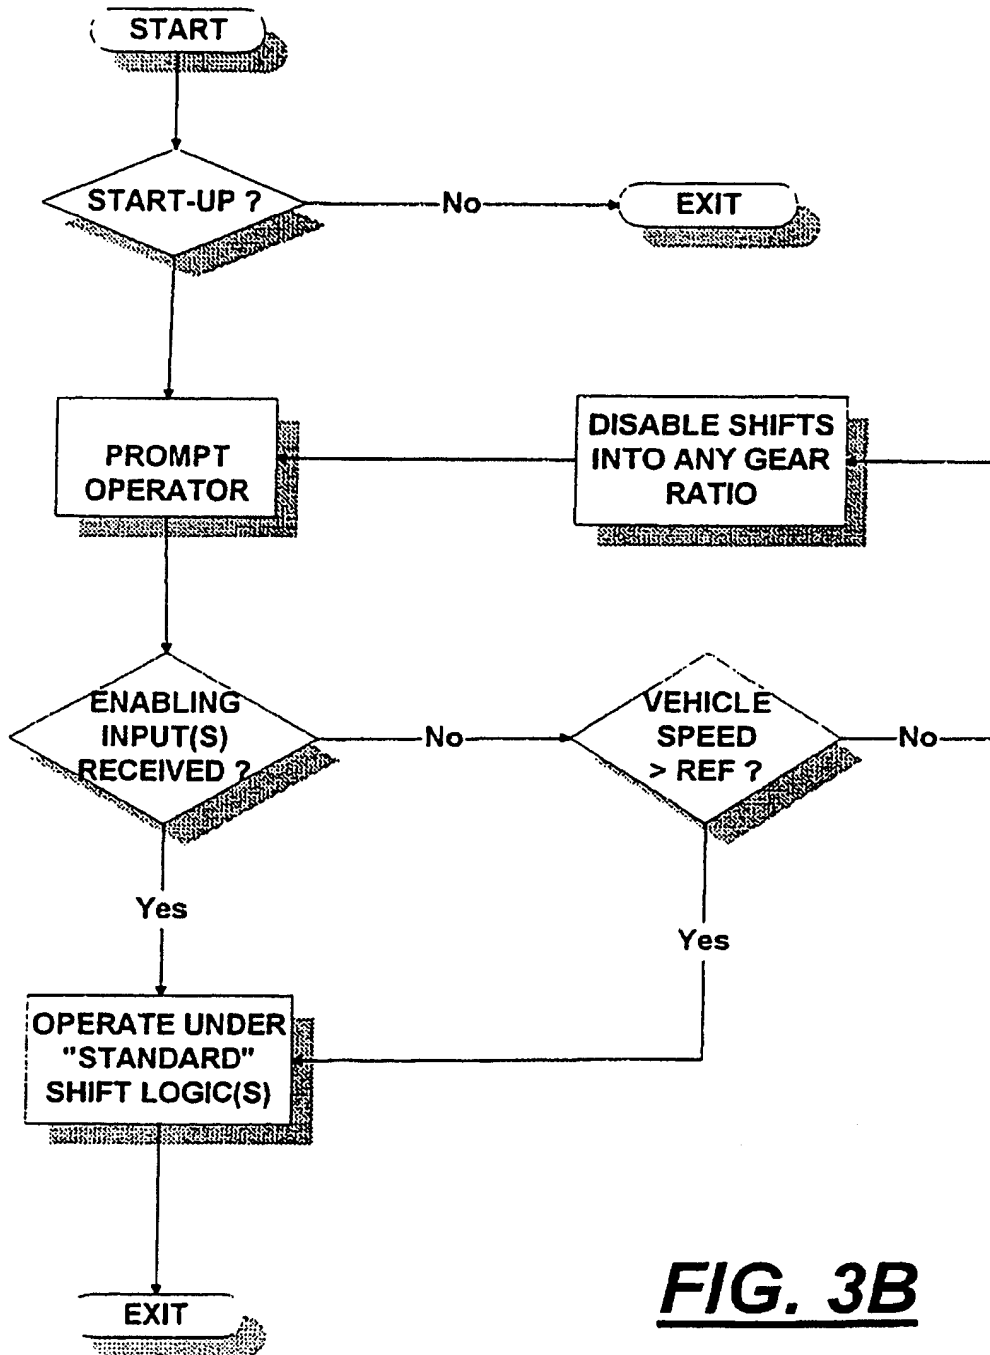 START
START-UP ?
No
EXIT
PROMPT
OPERATOR
DISABLE SHIFTS
INTO ANY GEAR
RATIO
ENABLING
INPUT(S)
RECEIVED ?
No
VEHICLE
SPEED
> REF ?
No
Yes
Yes
OPERATE UNDER
"STANDARD"
SHIFT LOGIC(S)
EXIT
FIG. 3B